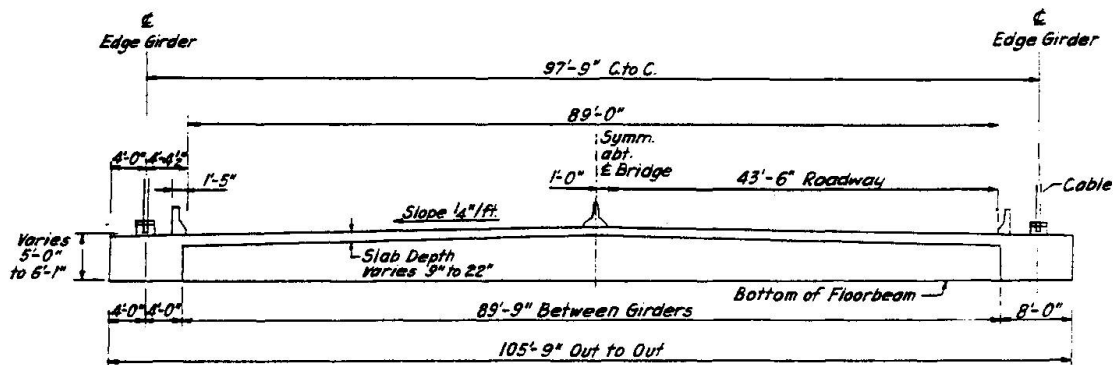 ℄
Edge Girder
℄
Edge Girder
97'-9" C.to C.
89'-0"
Symm.
abt.
℄ Bridge
4'-0"
4'-4½"
1'-5"
1'-0"
43'-6" Roadway
Cable
Slope ¼"/ft.
Varies
5'-0"
to 6'-1"
Slab Depth
Varies 9" to 22"
Bottom of Floorbeam
4'-0"
4'-0"
89'-9" Between Girders
8'-0"
105'-9" Out to Out